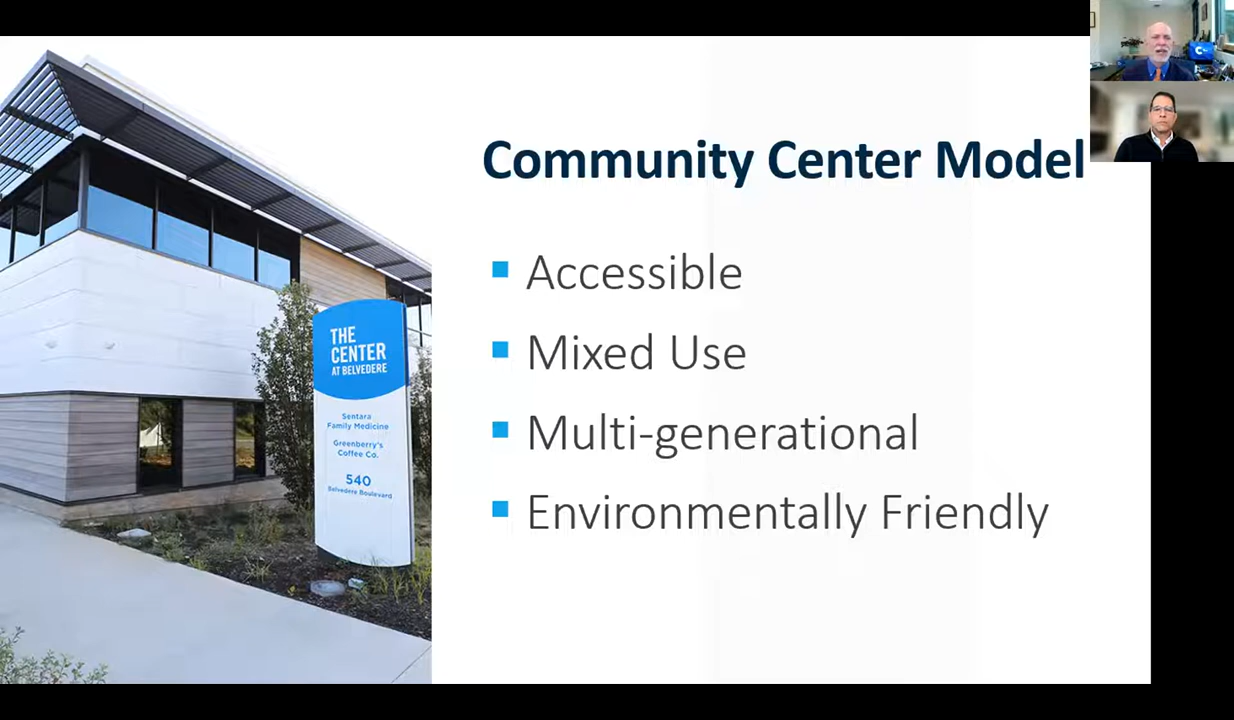 Community Center Model
Accessible
Mixed Use
Multi-generational
Environmentally Friendly
THE
CENTER
AT BELVEDERE
Sentara
Family Medicine
Greenberry's
Coffee Co.
540
Belvedere Boulevard